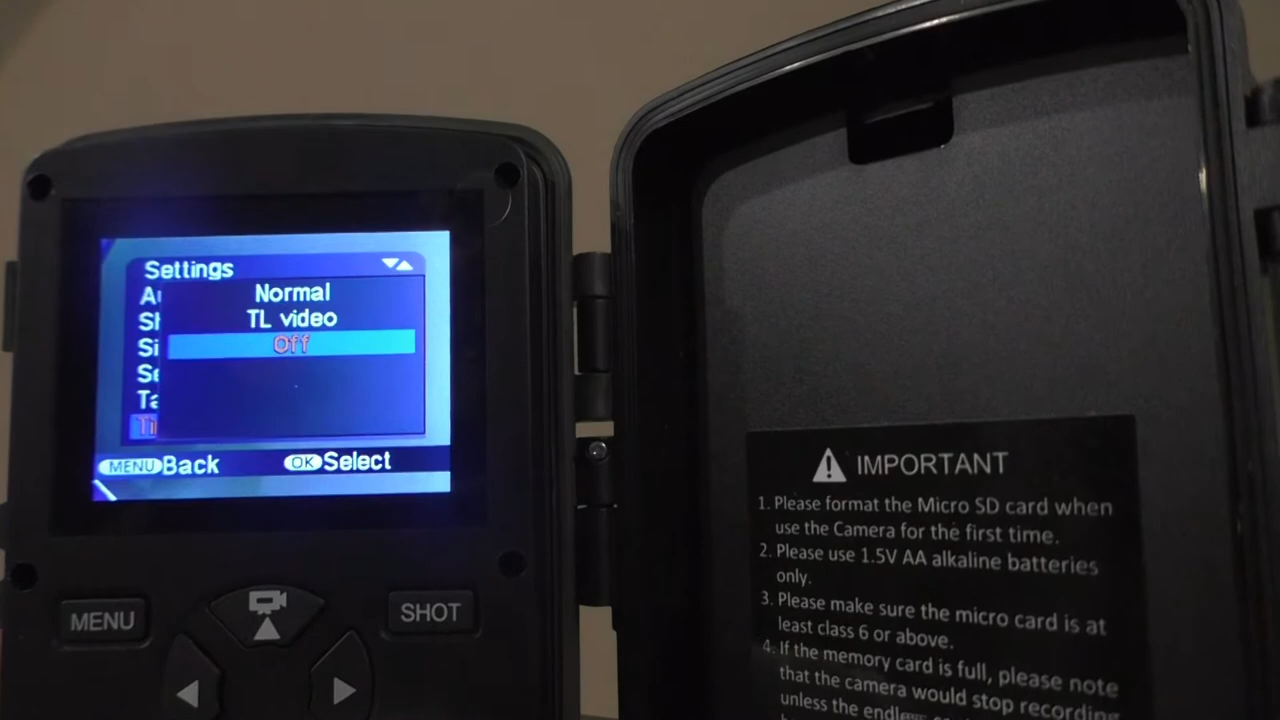 Settings
Normal
TL video
Off
MENU Back
OK Select
MENU
SHOT
IMPORTANT
1. Please format the Micro SD card when
use the Camera for the first time.
2. Please use 1.5V AA alkaline batteries
only.
3. Please make sure the micro card is at
least class 6 or above.
4. If the memory card is full, please note
that the camera would stop recording
unless the